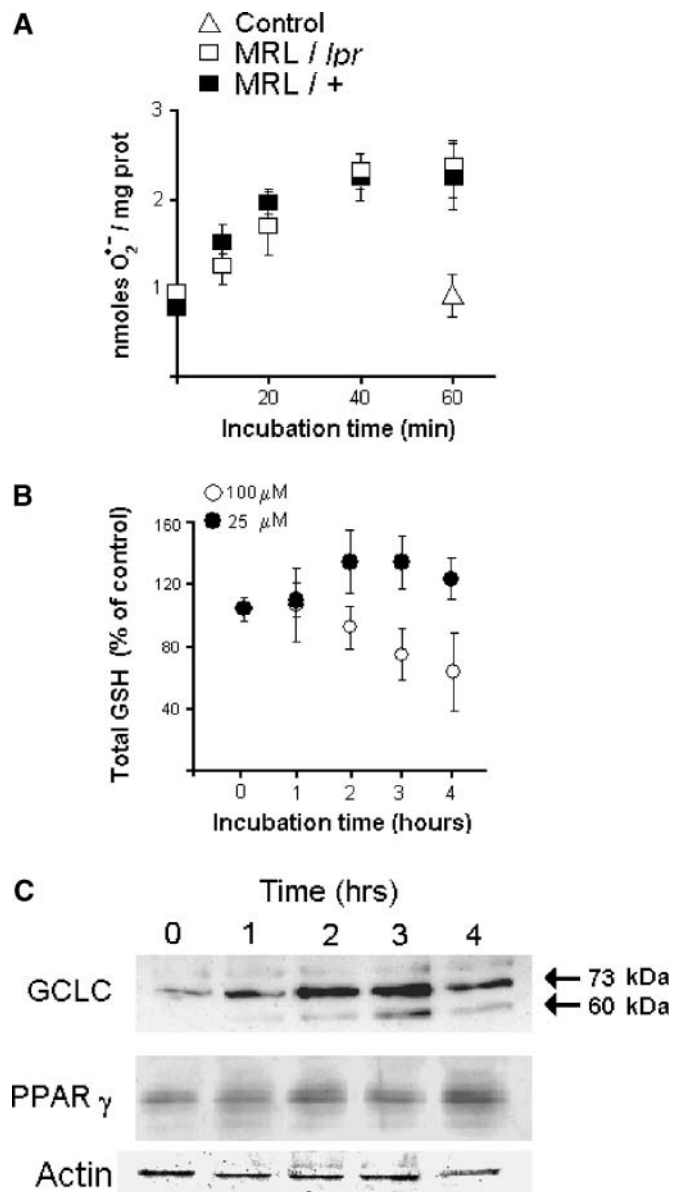 A
Control
MRL / lpr
MRL / +
nmoles O2•− / mg prot
3
2
1
20 40 60
Incubation time (min)
B
100 μM
25 μM
Total GSH (% of control)
160
120
80
40
0 1 2 3 4
Incubation time (hours)
C
Time (hrs)
0 1 2 3 4
GCLC
73 kDa
60 kDa
PPAR γ
Actin